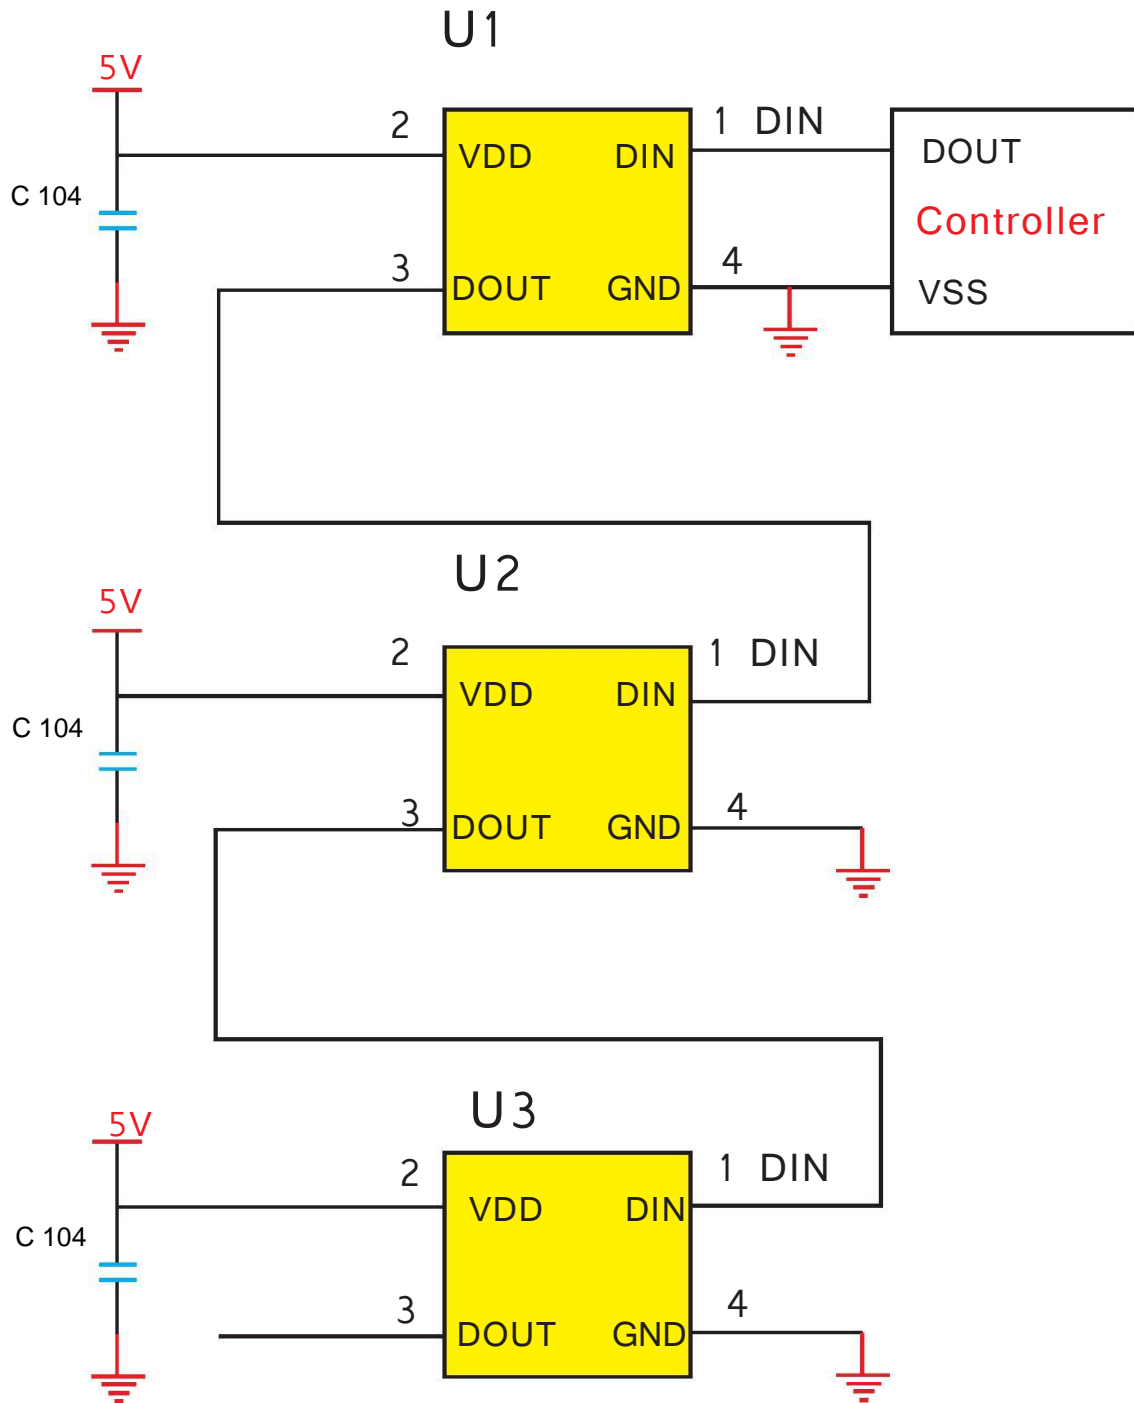 U1
5V
2
1 DIN
VDD
DIN
DOUT
C 104
Controller
3
4
DOUT
GND
VSS
U2
5V
2
1 DIN
VDD
DIN
C 104
3
4
DOUT
GND
U3
5V
2
1 DIN
VDD
DIN
C 104
3
4
DOUT
GND